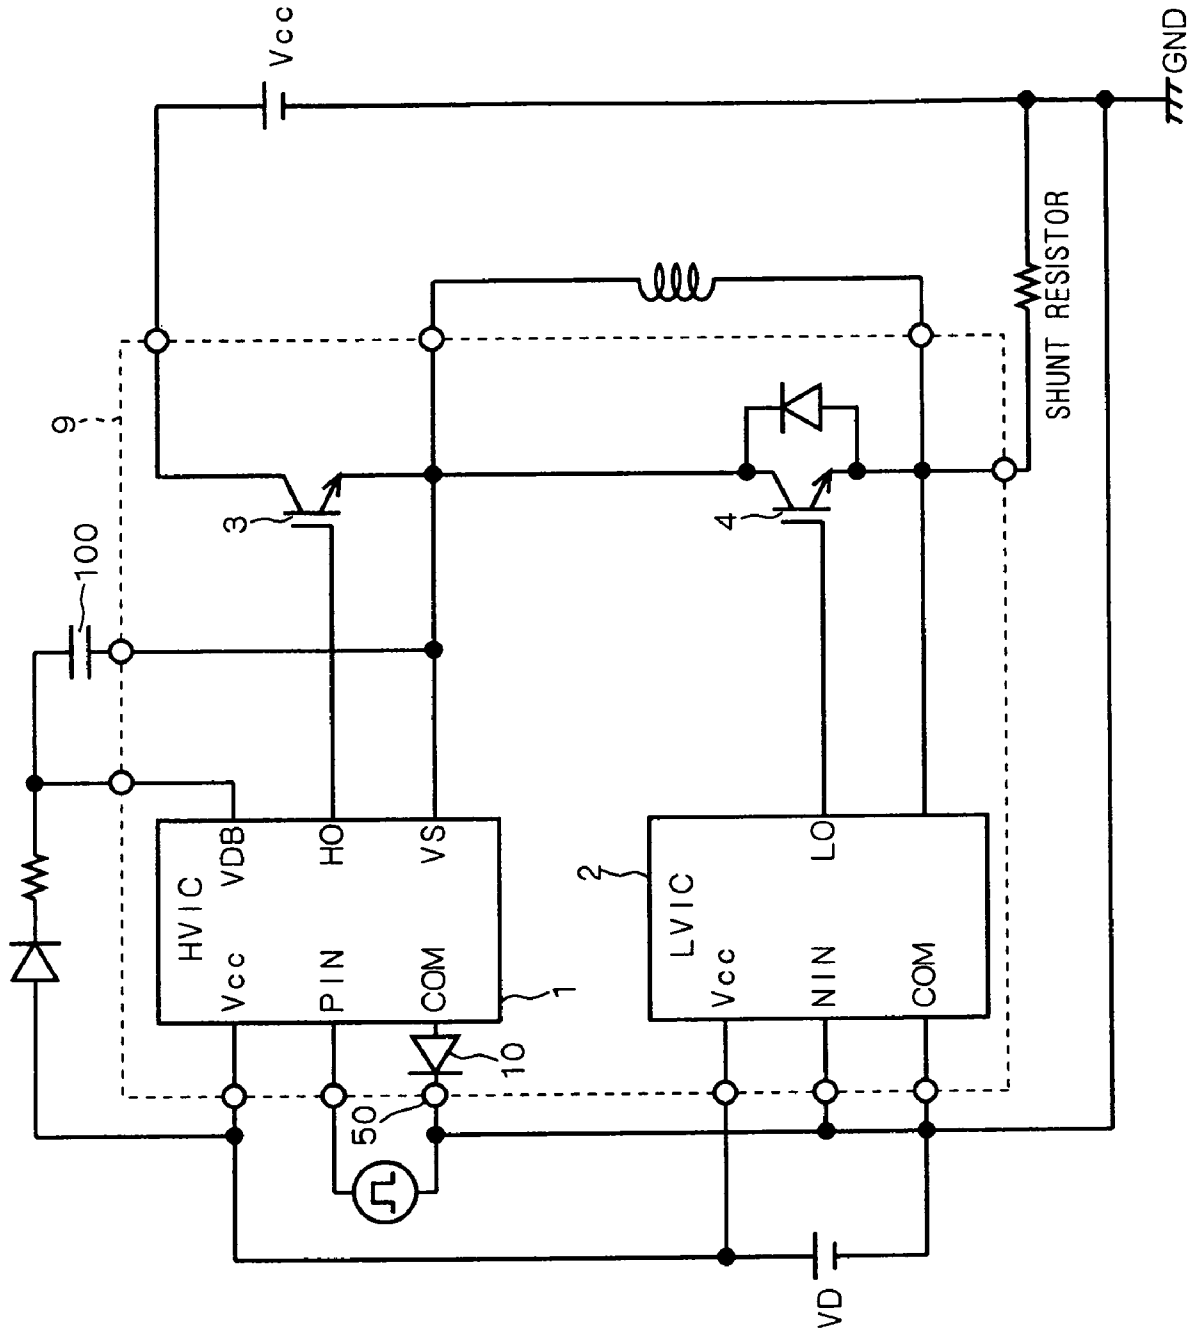 Vcc
GND
SHUNT RESISTOR
9
100
3
4
HVIC
VDB
HO
VS
Vcc
PIN
COM
1
10
50
2
LVIC
LO
Vcc
NIN
COM
VD